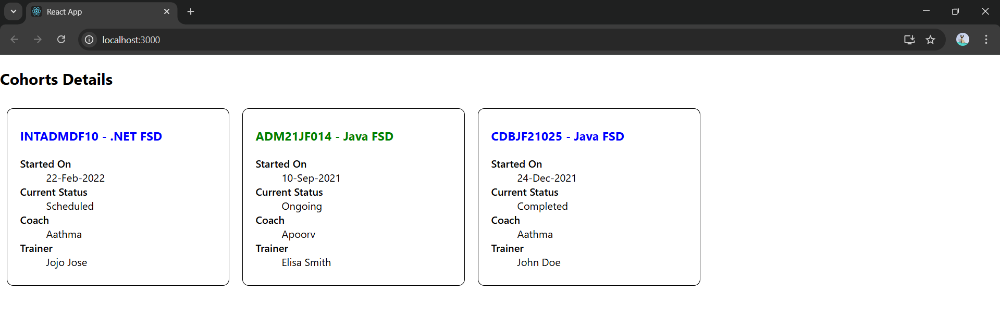 React App
localhost:3000
Cohorts Details
INTADMDF10 - .NET FSD
Started On
22-Feb-2022
Current Status
Scheduled
Coach
Aathma
Trainer
Jojo Jose
ADM21JF014 - Java FSD
Started On
10-Sep-2021
Current Status
Ongoing
Coach
Apoorv
Trainer
Elisa Smith
CDBJF21025 - Java FSD
Started On
24-Dec-2021
Current Status
Completed
Coach
Aathma
Trainer
John Doe